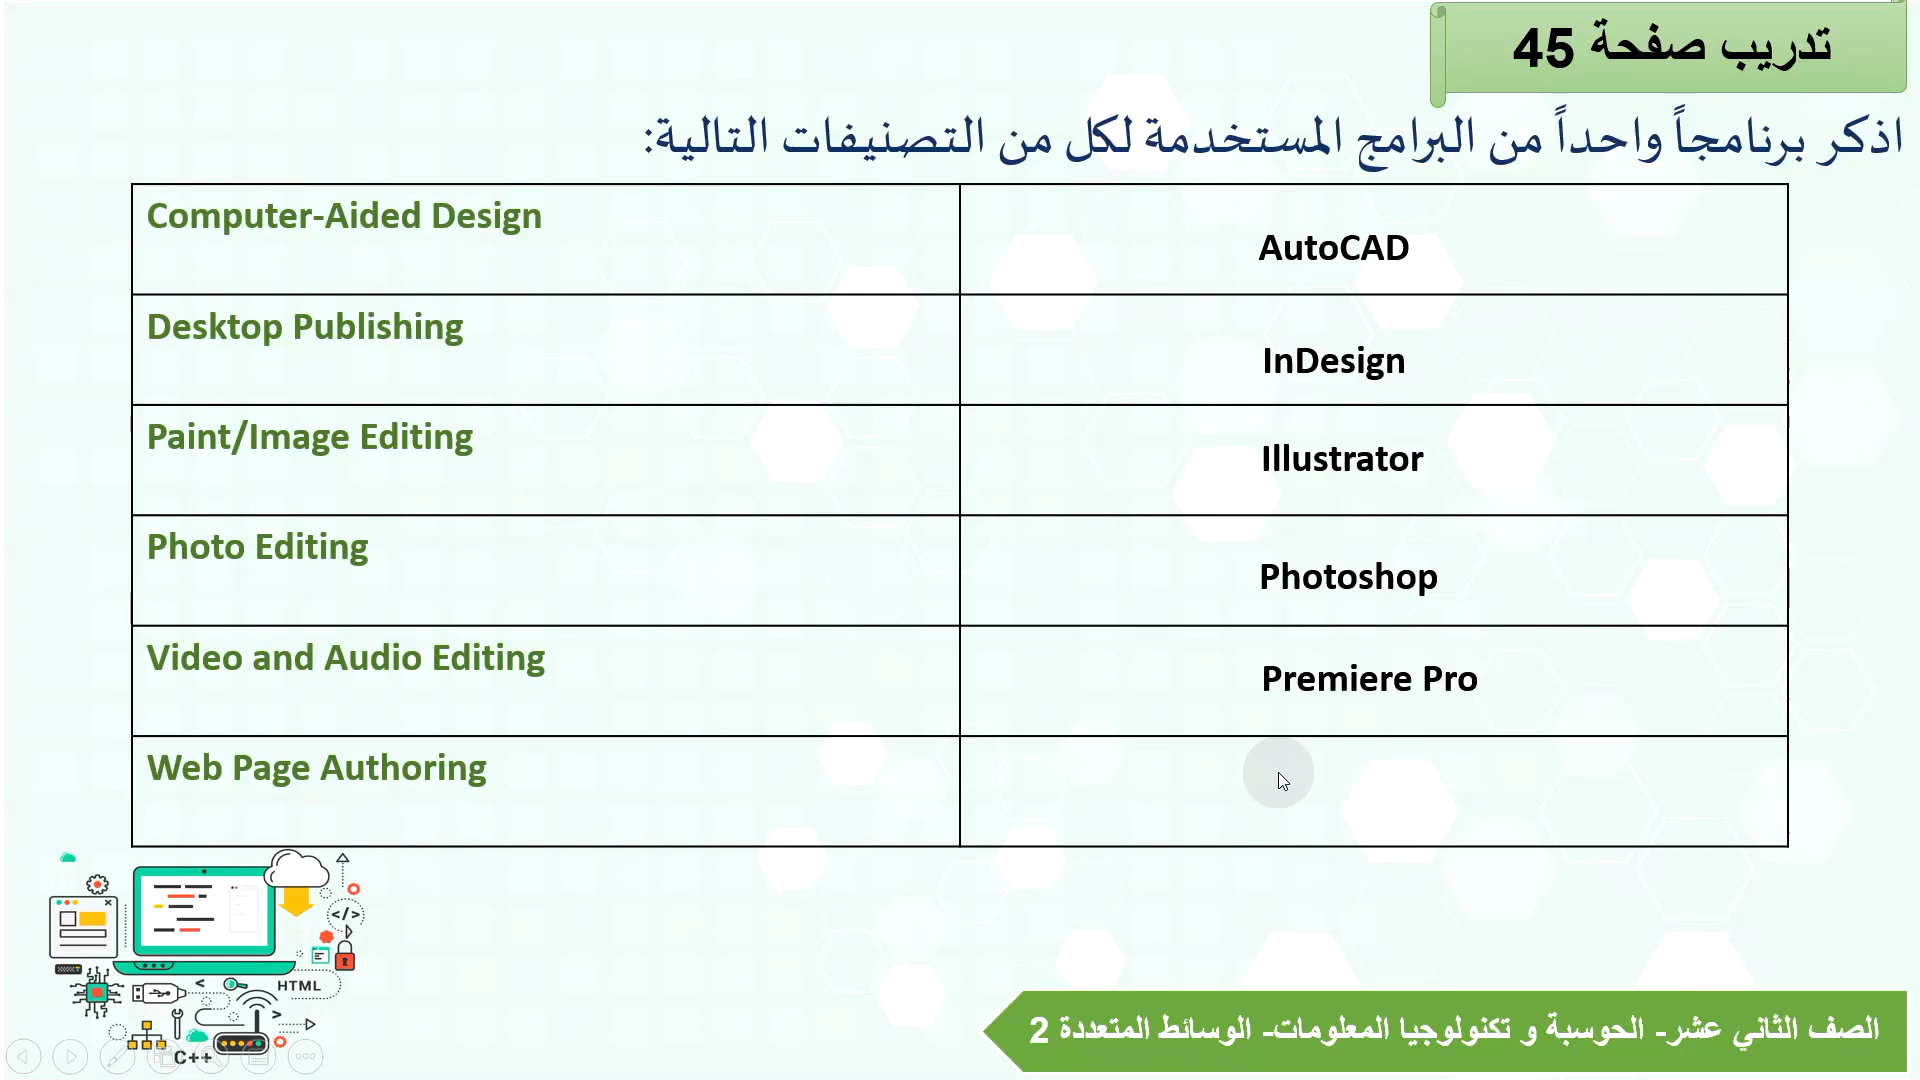 تدريب صفحة 45
اذكر برنامجاً واحداً من البرامج المستخدمة لكل من التصنيفات التالية:
Computer-Aided Design
AutoCAD
Desktop Publishing
InDesign
Paint/Image Editing
Illustrator
Photo Editing
Photoshop
Video and Audio Editing
Premiere Pro
Web Page Authoring
</>
HTML
C++
الصف الثاني عشر- الحوسبة و تكنولوجيا المعلومات- الوسائط المتعددة 2